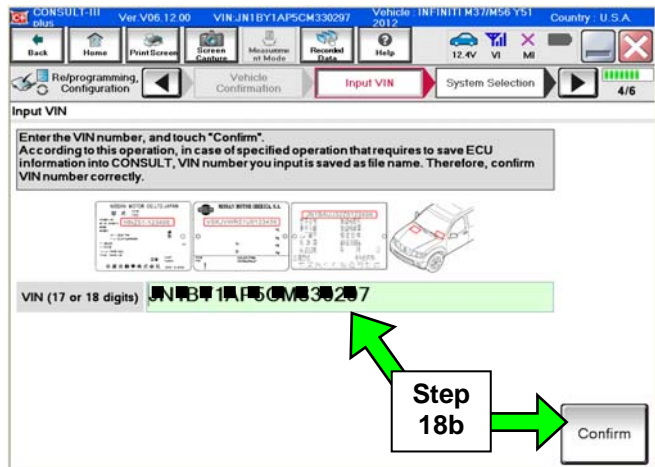 CONSULT-III plus Ver.V06.12.00 VIN:JN1BY1AP5CM330297 Vehicle : INFINITI M37/M56 Y51 2012 Country : U.S.A.
Back Home Print Screen Screen Capture Measurement Mode Recorded Data Help 12.4V VI MI
Re/programming, Configuration Vehicle Confirmation Input VIN System Selection 4/6
Input VIN
Enter the VIN number, and touch "Confirm".
According to this operation, in case of specified operation that requires to save ECU
information into CONSULT, VIN number you input is saved as file name. Therefore, confirm
VIN number correctly.
VIN (17 or 18 digits)
Step
18b
Confirm